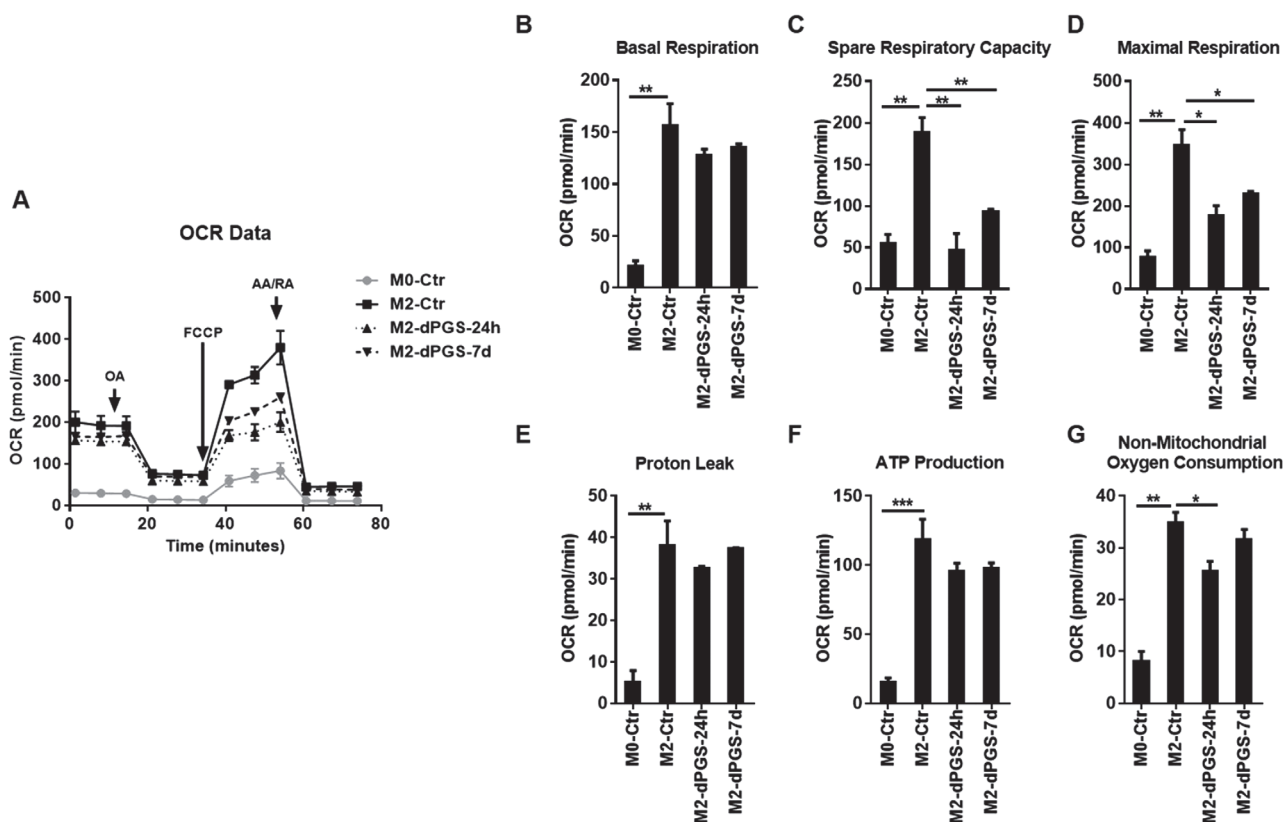 A
OCR Data
OCR (pmol/min)
500
400
300
200
100
0
0
20
40
60
80
Time (minutes)
OA
FCCP
AA/RA
M0-Ctr
M2-Ctr
M2-dPGS-24h
M2-dPGS-7d
B
Basal Respiration
OCR (pmol/min)
200
150
100
50
0
**
M0-Ctr
M2-Ctr
M2-dPGS-24h
M2-dPGS-7d
C
Spare Respiratory Capacity
OCR (pmol/min)
250
200
150
100
50
0
**
**
**
M0-Ctr
M2-Ctr
M2-dPGS-24h
M2-dPGS-7d
D
Maximal Respiration
OCR (pmol/min)
500
400
300
200
100
0
*
**
*
M0-Ctr
M2-Ctr
M2-dPGS-24h
M2-dPGS-7d
E
Proton Leak
OCR (pmol/min)
50
40
30
20
10
0
**
M0-Ctr
M2-Ctr
M2-dPGS-24h
M2-dPGS-7d
F
ATP Production
OCR (pmol/min)
150
100
50
0
***
M0-Ctr
M2-Ctr
M2-dPGS-24h
M2-dPGS-7d
G
Non-Mitochondrial
Oxygen Consumption
OCR (pmol/min)
40
30
20
10
0
**
*
M0-Ctr
M2-Ctr
M2-dPGS-24h
M2-dPGS-7d